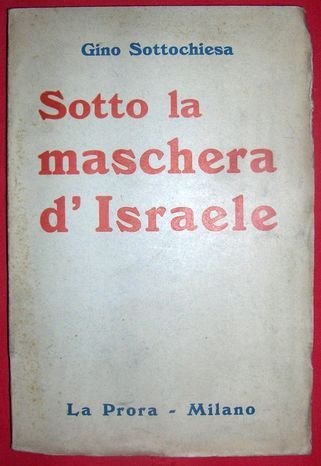 Gino Sottochiesa
Sotto la
maschera
d' Israele
La Prora - Milano